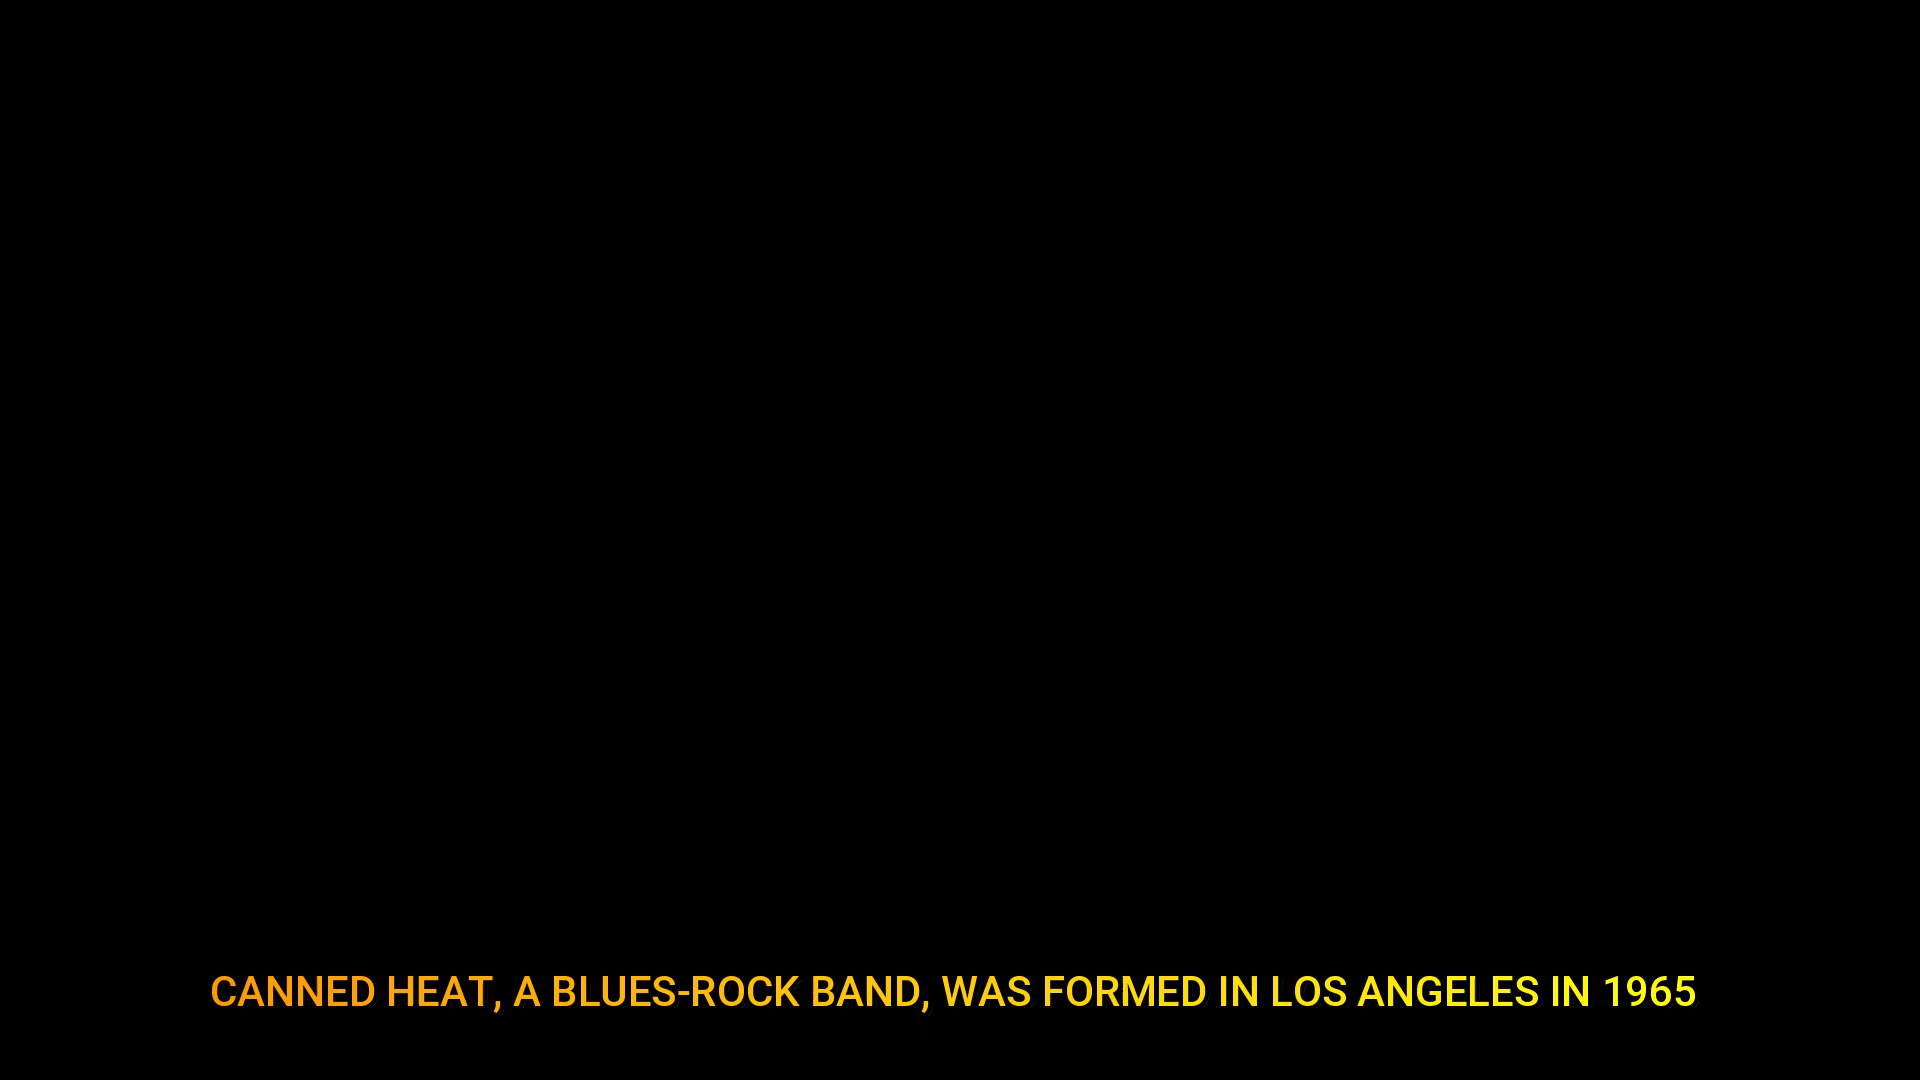 CANNED HEAT, A BLUES-ROCK BAND, WAS FORMED IN LOS ANGELES IN 1965